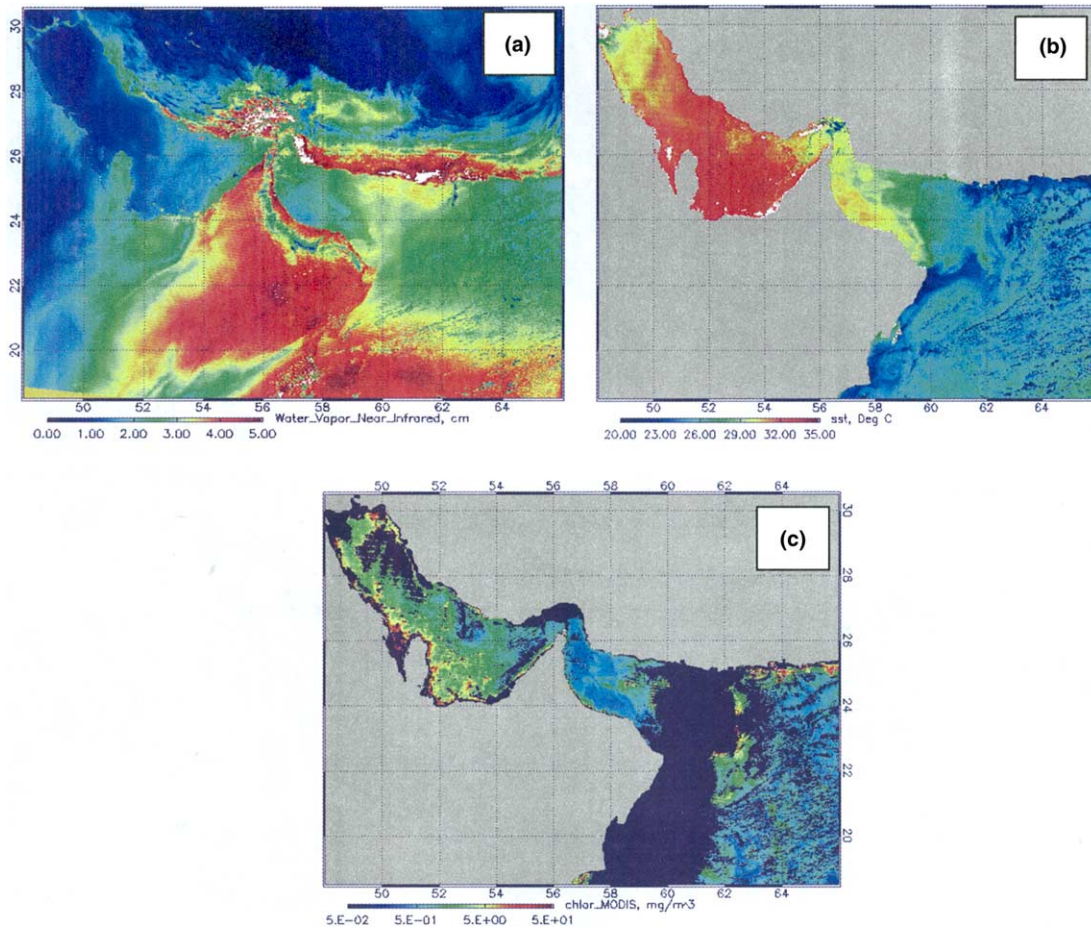 (a)
30
28
26
24
22
20
50 52 54 56 58 60 62 64
Water_Vapor_Near_Infrared, cm
0.00 1.00 2.00 3.00 4.00 5.00
(b)
50 52 54 56 58 60 62 64
sst, Deg C
20.00 23.00 26.00 29.00 32.00 35.00
50 52 54 56 58 60 62 64
(c)
30
28
26
24
22
20
50 52 54 56 58 60 62 64
chlor_MODIS, mg/m^3
5.E-02 5.E-01 5.E+00 5.E+01